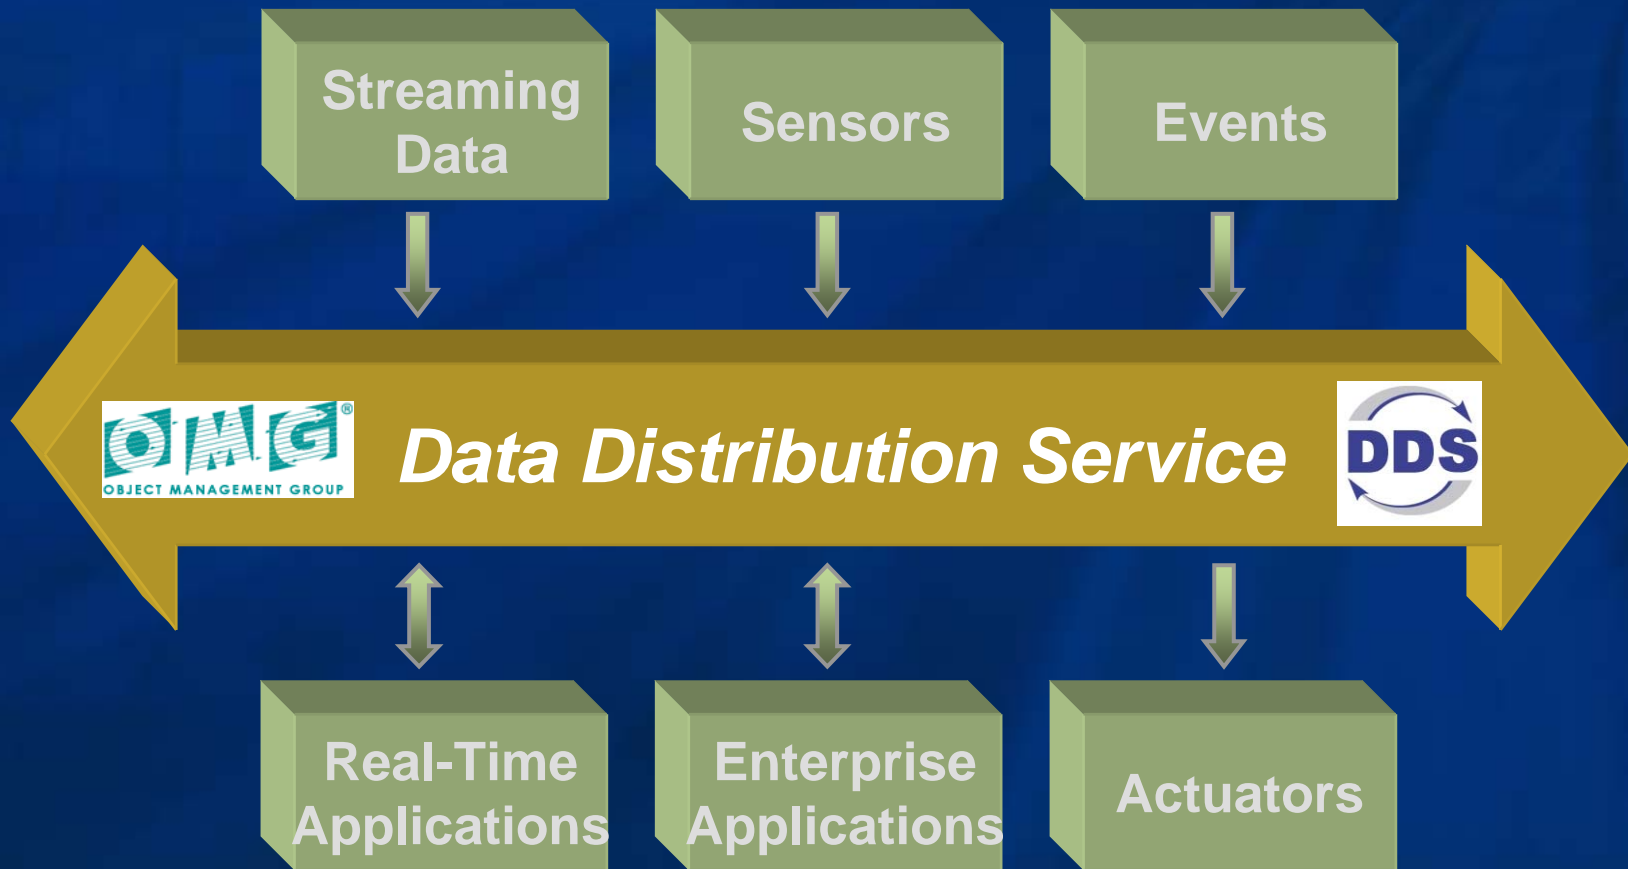 Streaming
Data
Sensors
Events
OMG®
OBJECT MANAGEMENT GROUP
Data Distribution Service
DDS
Real-Time
Applications
Enterprise
Applications
Actuators